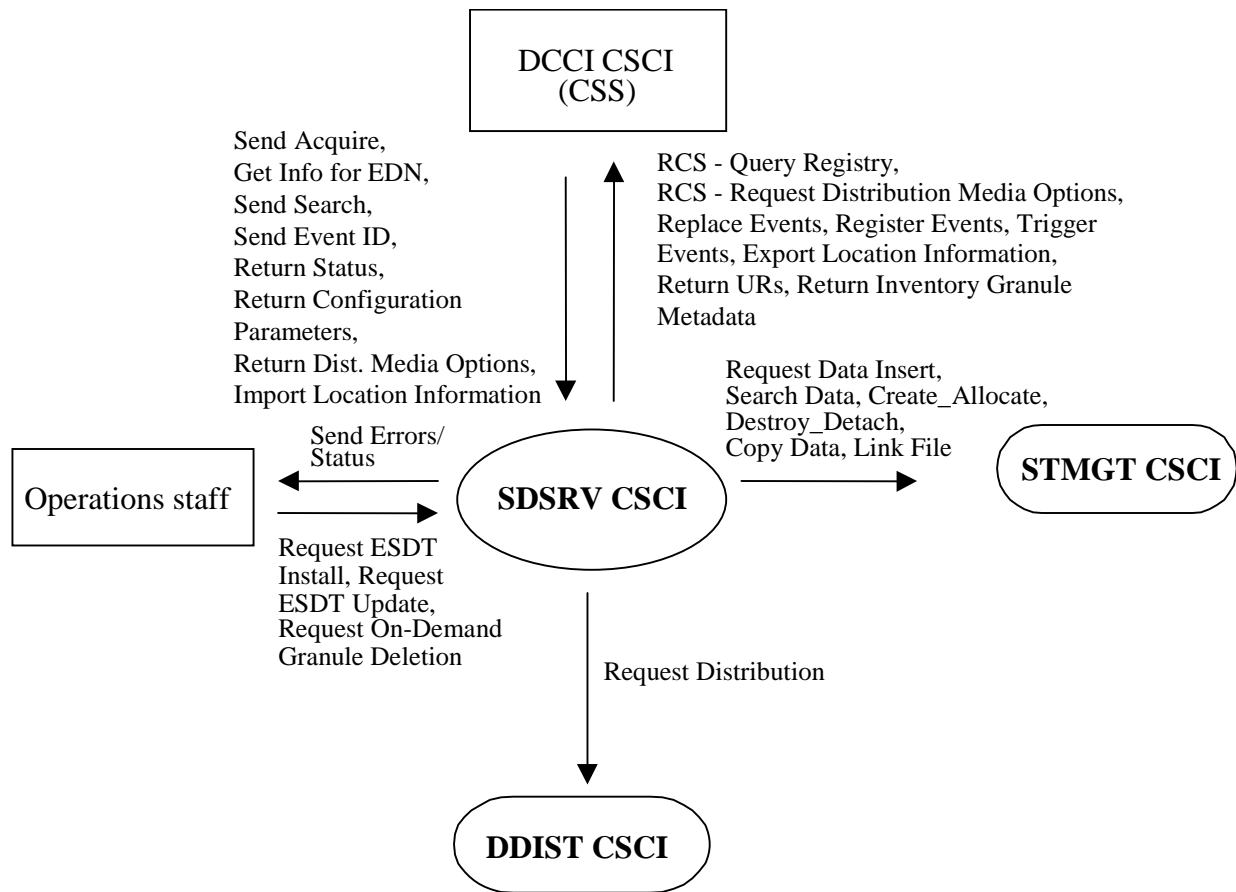 DCCI CSCI
(CSS)
Send Acquire,
Get Info for EDN,
Send Search,
Send Event ID,
Return Status,
Return Configuration
Parameters,
Return Dist. Media Options,
Import Location Information
RCS - Query Registry,
RCS - Request Distribution Media Options,
Replace Events, Register Events, Trigger
Events, Export Location Information,
Return URs, Return Inventory Granule
Metadata
Request Data Insert,
Search Data, Create_Allocate,
Destroy_Detach,
Copy Data, Link File
Send Errors/
Status
Operations staff
SDSRV CSCI
STMGT CSCI
Request ESDT
Install, Request
ESDT Update,
Request On-Demand
Granule Deletion
Request Distribution
DDIST CSCI